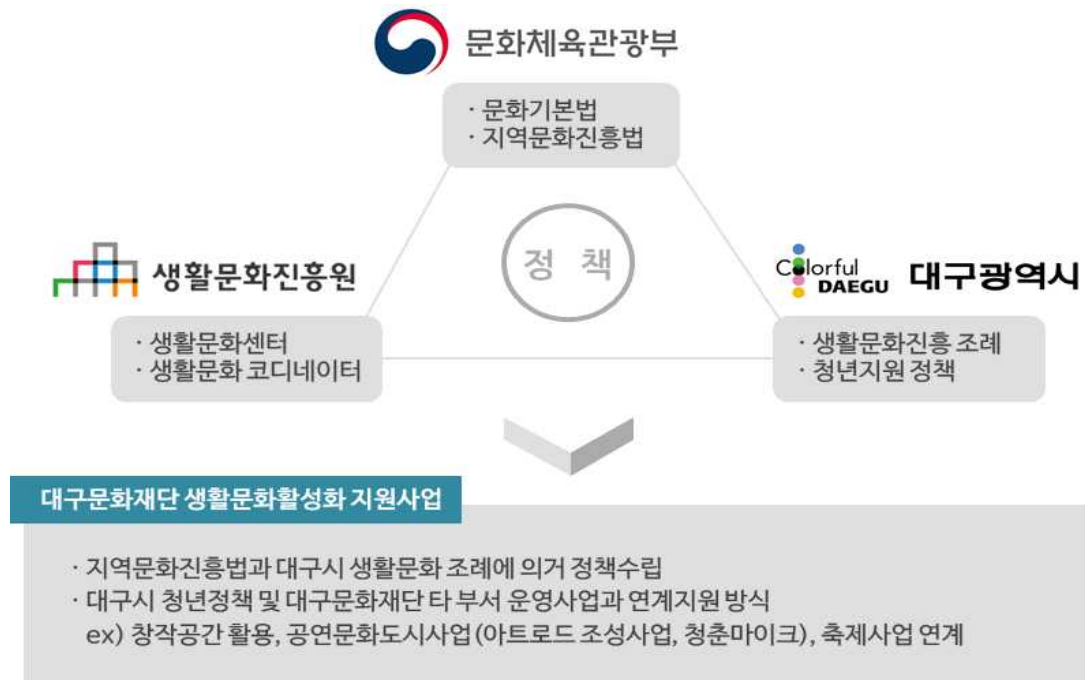 문화체육관광부
· 문화기본법
· 지역문화진흥법
정 책
생활문화진흥원
· 생활문화센터
· 생활문화 코디네이터
Colorful
DAEGU 대구광역시
· 생활문화진흥 조례
· 청년지원 정책
대구문화재단 생활문화활성화 지원사업
· 지역문화진흥법과 대구시 생활문화 조례에 의거 정책수립
· 대구시 청년정책 및 대구문화재단 타 부서 운영사업과 연계지원 방식
ex) 창작공간 활용, 공연문화도시사업(아트로드 조성사업, 청춘마이크), 축제사업 연계